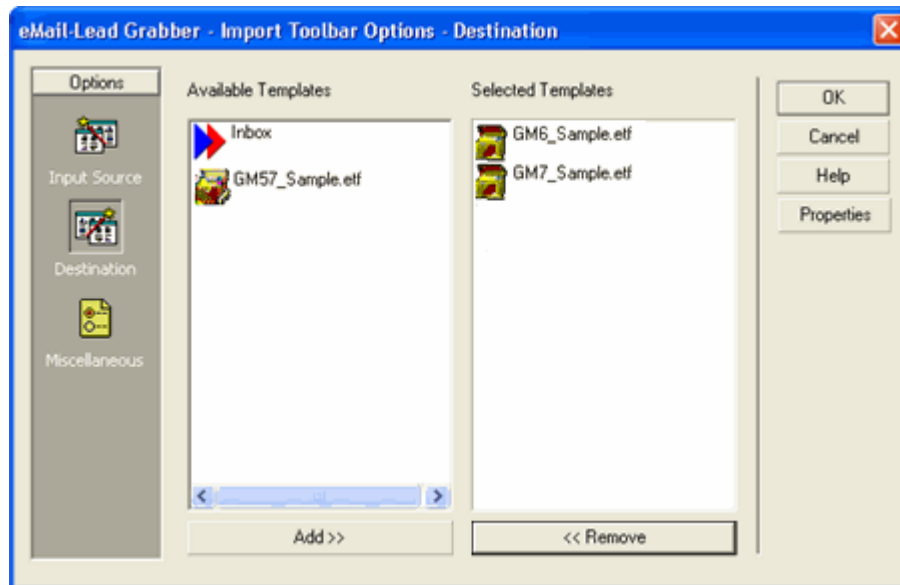 eMail-Lead Grabber - Import Toolbar Options - Destination
Options
Input Source
Destination
Miscellaneous
Available Templates
Inbox
GM57_Sample.etf
Add >>
Selected Templates
GM6_Sample.etf
GM7_Sample.etf
<< Remove
OK
Cancel
Help
Properties